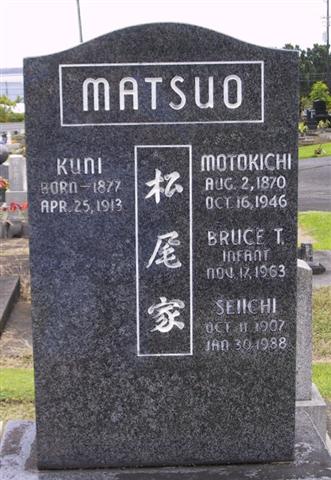 MATSUO
KUNI
BORN-1877
APR.25,1913
松尾家
MOTOKICHI
AUG.2,1870
OCT.16,1946
BRUCE T.
INFANT
NOV.17,1963
SEIICHI
OCT.11,1907
JAN.30,1988